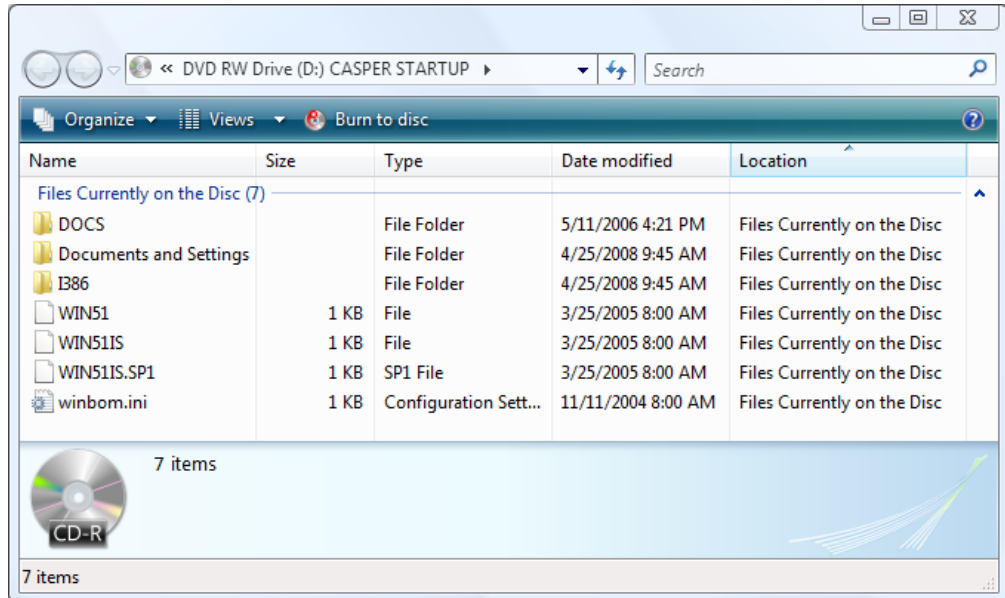 « DVD RW Drive (D:) CASPER STARTUP
Search
Organize Views Burn to disc
Name Size Type Date modified Location
Files Currently on the Disc (7)
DOCS File Folder 5/11/2006 4:21 PM Files Currently on the Disc
Documents and Settings File Folder 4/25/2008 9:45 AM Files Currently on the Disc
I386 File Folder 4/25/2008 9:45 AM Files Currently on the Disc
WIN51 1 KB File 3/25/2005 8:00 AM Files Currently on the Disc
WIN51IS 1 KB File 3/25/2005 8:00 AM Files Currently on the Disc
WIN51IS.SP1 1 KB SP1 File 3/25/2005 8:00 AM Files Currently on the Disc
winbom.ini 1 KB Configuration Sett... 11/11/2004 8:00 AM Files Currently on the Disc
7 items
CD-R
7 items